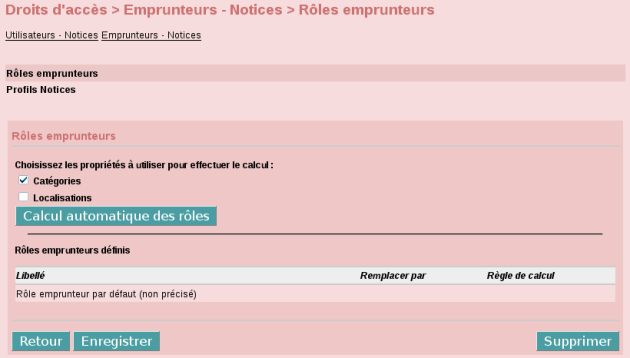 Droits d'accès > Emprunteurs - Notices > Rôles emprunteurs
Utilisateurs - Notices Emprunteurs - Notices
Rôles emprunteurs
Profils Notices
Rôles emprunteurs
Choisissez les propriétés à utiliser pour effectuer le calcul :
Catégories
Localisations
Calcul automatique des rôles
Rôles emprunteurs définis
Libellé Remplacer par Règle de calcul
Rôle emprunteur par défaut (non précisé)
Retour Enregistrer Supprimer